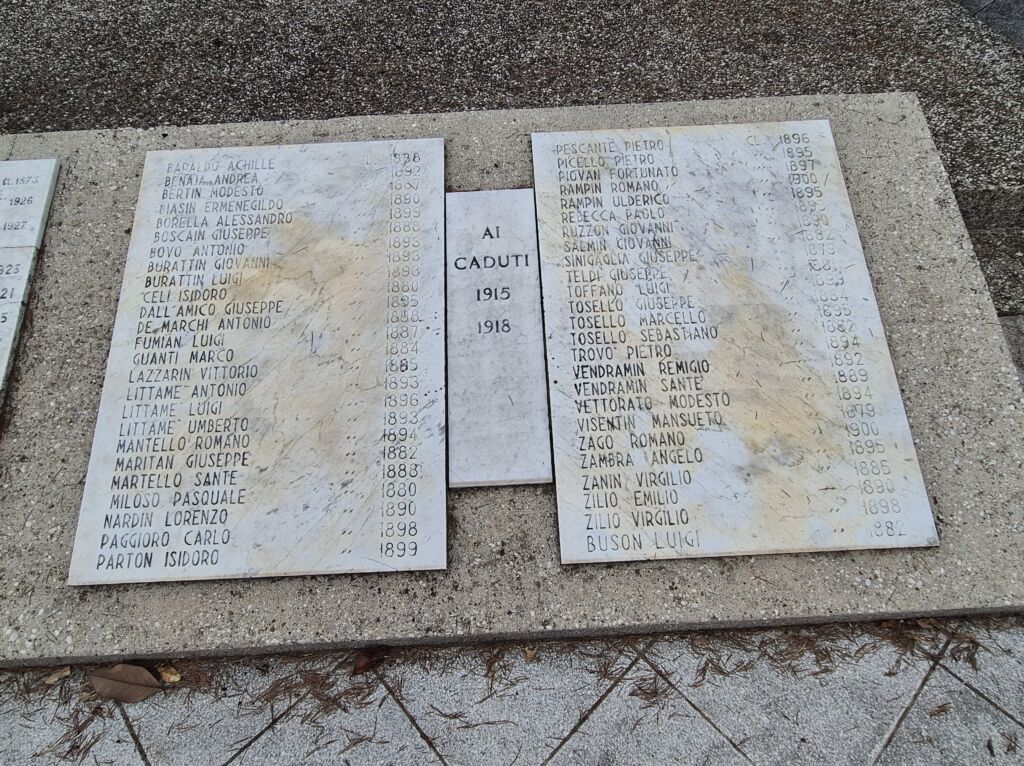 CL. 1873
" 1926
" 1927
BARALDO ACHILLE CL.
ANDREA " 1892
BERTIN MODESTO " 1887
BIASIN ERMENEGILDO " 1890
BORELLA ALESSANDRO " 1899
BOSCAIN GIUSEPPE " 1888
BOVO ANTONIO " 1893
BURATTIN GIOVANNI " 1893
BURATTIN LUIGI " 1893
CELI ISIDORO " 1880
DALL'AMICO GIUSEPPE " 1895
DE MARCHI ANTONIO " 1888
FUMIAN LUIGI " 1887
GUANTI MARCO " 1884
LAZZARIN VITTORIO " 1885
LITTAME' ANTONIO " 1893
LITTAME' LUIGI " 1896
LITTAME' UMBERTO " 1893
MANTELLO ROMANO " 1894
MARITAN GIUSEPPE " 1882
MARTELLO SANTE " 1888
MILOSO PASQUALE " 1880
NARDIN LORENZO " 1890
PAGGIORO CARLO " 1898
PARTON ISIDORO " 1899
AI
CADUTI
1915
1918
PESCANTE PIETRO CL. 1896
PICELLO PIETRO " 1895
PIOVAN FORTUNATO " 1897
RAMPIN ROMANO " 1900
RAMPIN ULDERICO " 1895
REBECCA PAOLO "
RUZZON GIOVANNI " 1890
SALMIN GIOVANNI " 1882
SINIGAGLIA GIUSEPPE " 1879
TELDI GIUSEPPE "
TOFFANO LUIGI "
TOSELLO GIUSEPPE " 1884
TOSELLO MARCELLO " 1895
TOSELLO SEBASTIANO " 1882
TROVO' PIETRO " 1894
VENDRAMIN REMIGIO " 1892
VENDRAMIN SANTE " 1889
VETTORATO MODESTO " 1894
VISENTIN MANSUETO " 1879
ZAGO ROMANO " 1900
ZAMBRA ANGELO " 1895
ZANIN VIRGILIO " 1885
ZILIO EMILIO " 1890
ZILIO VIRGILIO " 1898
BUSON LUIGI " 1882